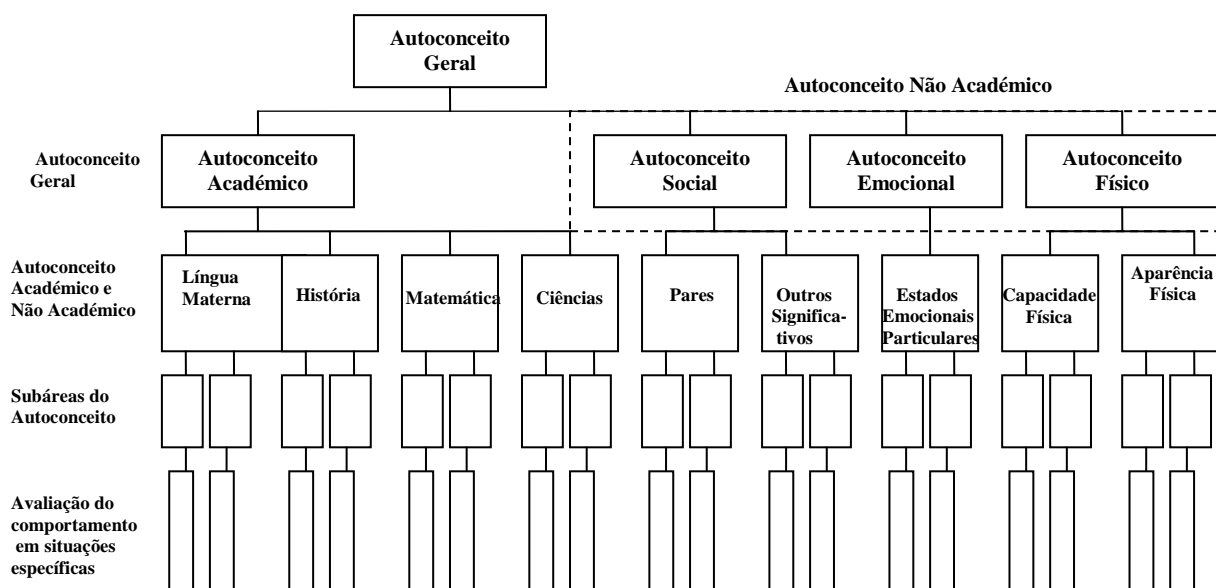 Autoconceito
Geral
Autoconceito Não Académico
Autoconceito
Geral
Autoconceito
Académico
Autoconceito
Social
Autoconceito
Emocional
Autoconceito
Físico
Autoconceito
Académico e
Não Académico
Língua
Materna
História
Matemática
Ciências
Pares
Outros
Significa-
tivos
Estados
Emocionais
Particulares
Capacidade
Física
Aparência
Física
Subáreas do
Autoconceito
Avaliação do
comportamento
em situações
específicas